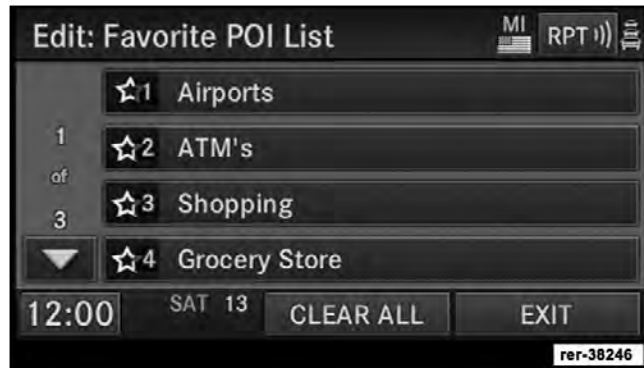 Edit: Favorite POI List MI RPT
1 Airports
1 of 3
2 ATM's
3 Shopping
4 Grocery Store
12:00 SAT 13 CLEAR ALL EXIT
rer-38246